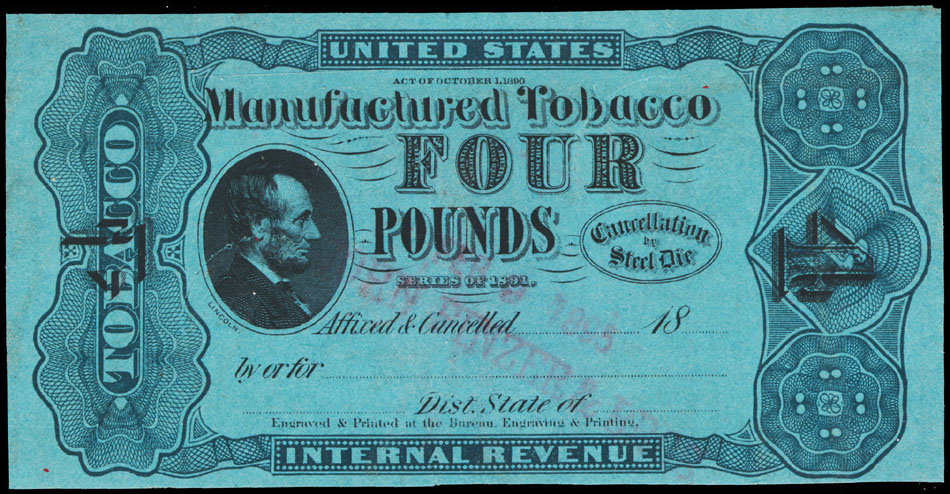 UNITED STATES
ACT OF OCTOBER 1, 1890
Manufactured Tobacco
FOUR
POUNDS
Cancellation
by
Steel Die
SERIES OF 1891.
LINCOLN
Affixed & Cancelled 18
by or for
Dist. State of
Engraved & Printed at the Bureau, Engraving & Printing.
INTERNAL REVENUE
TOBACCO
4